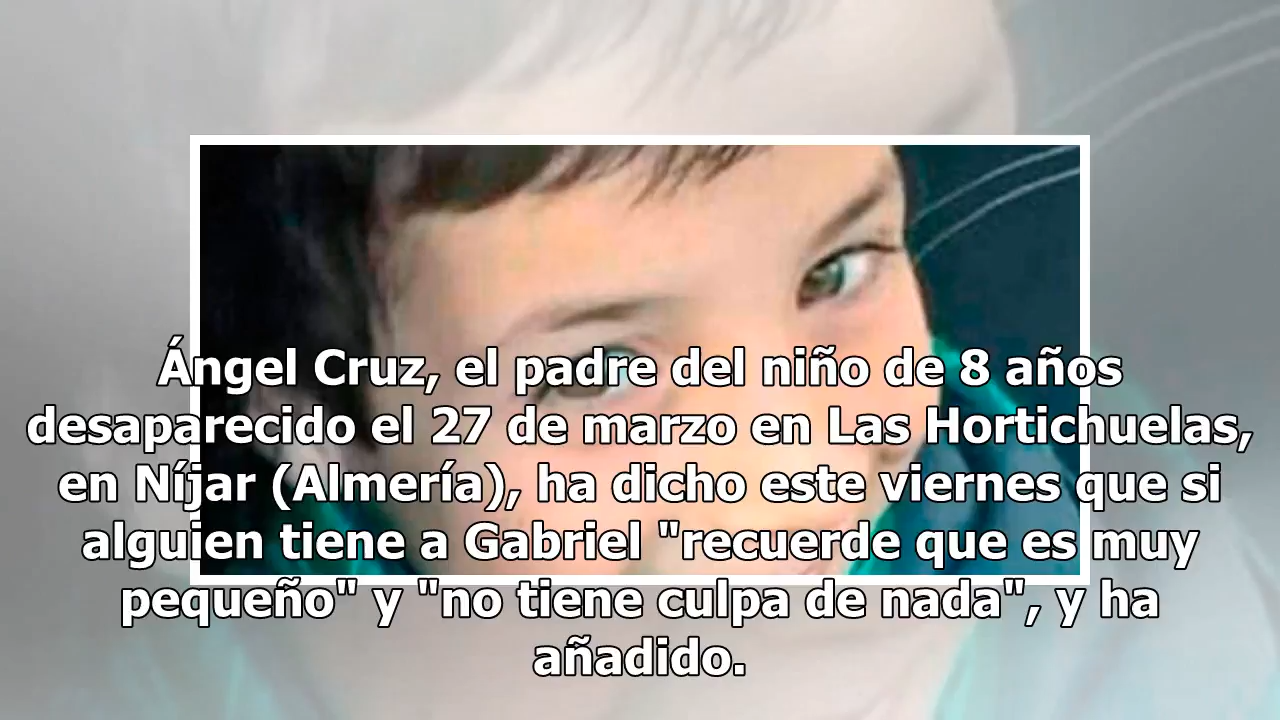 Ángel Cruz, el padre del niño de 8 años
desaparecido el 27 de marzo en Las Hortichuelas,
en Níjar (Almería), ha dicho este viernes que si
alguien tiene a Gabriel "recuerde que es muy
pequeño" y "no tiene culpa de nada", y ha
añadido.